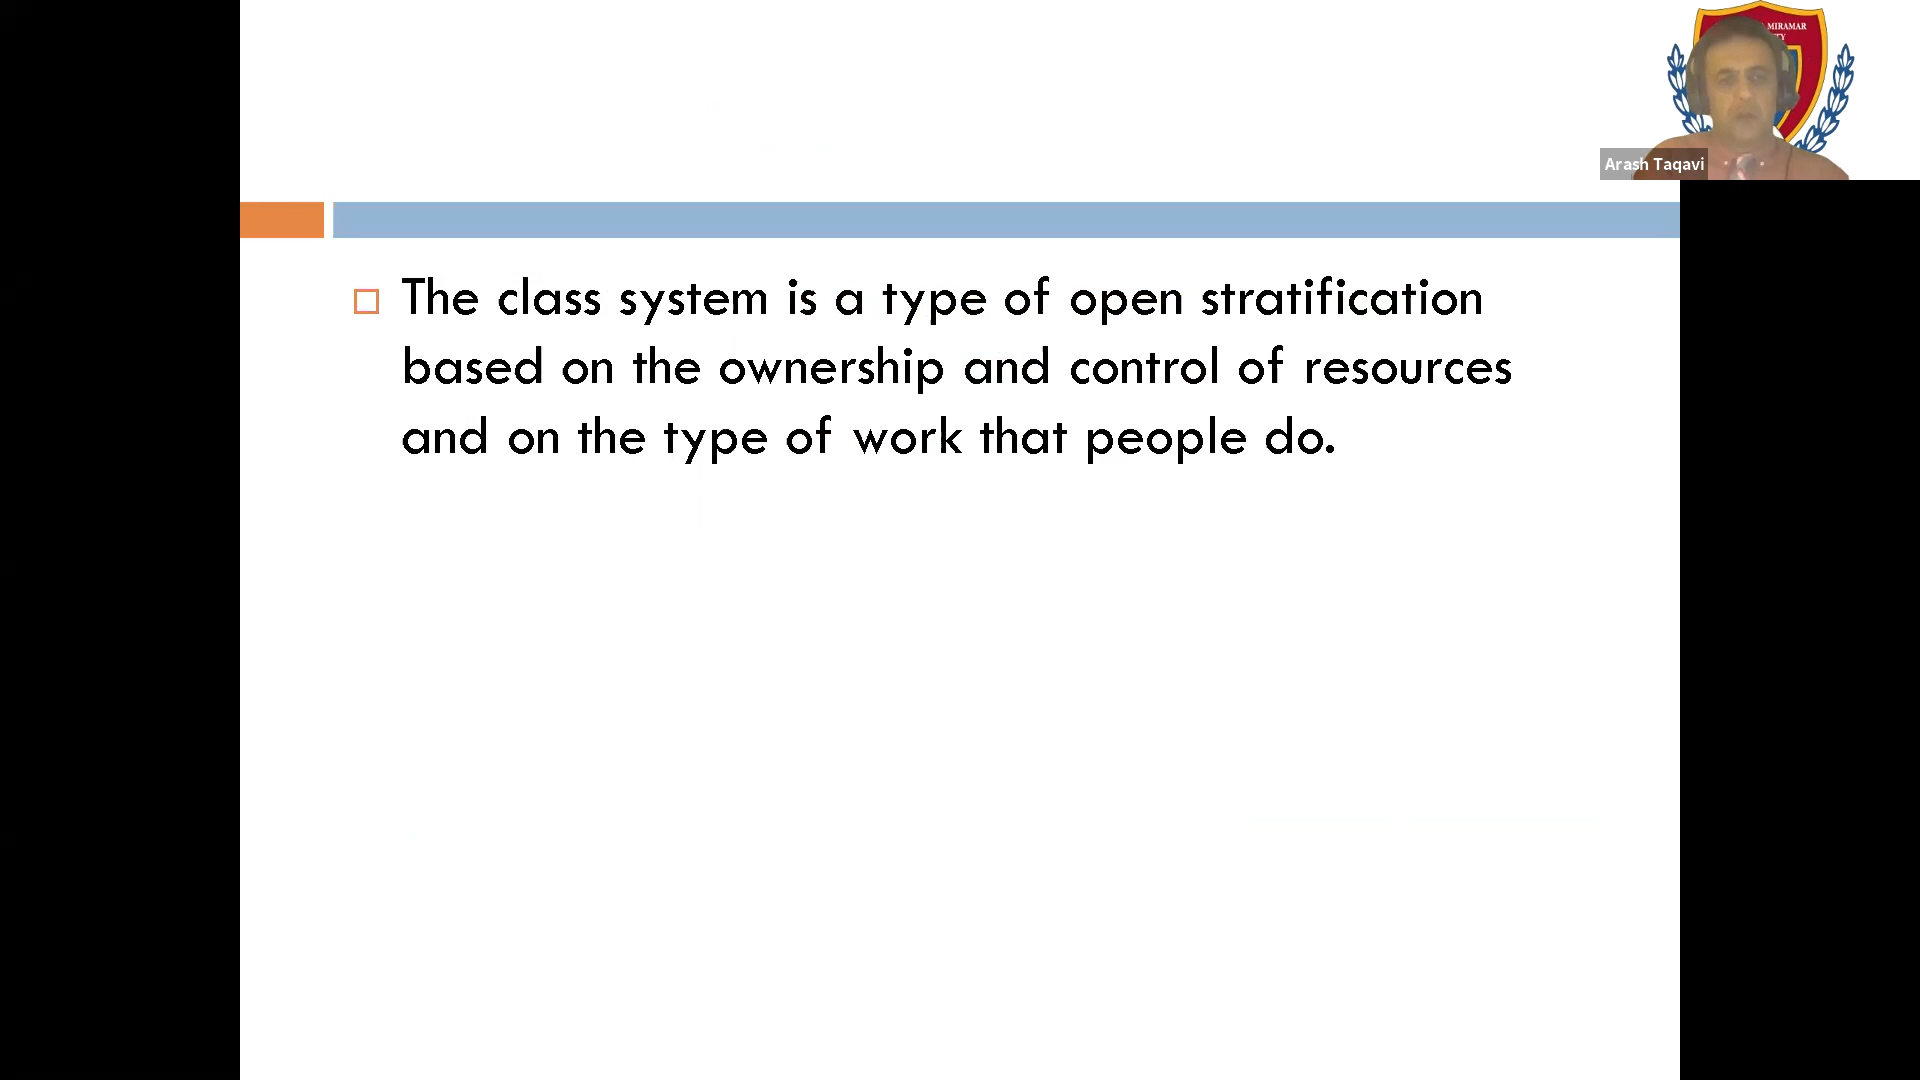 MIRAMAR
Arash Taqavi
The class system is a type of open stratification
based on the ownership and control of resources
and on the type of work that people do.